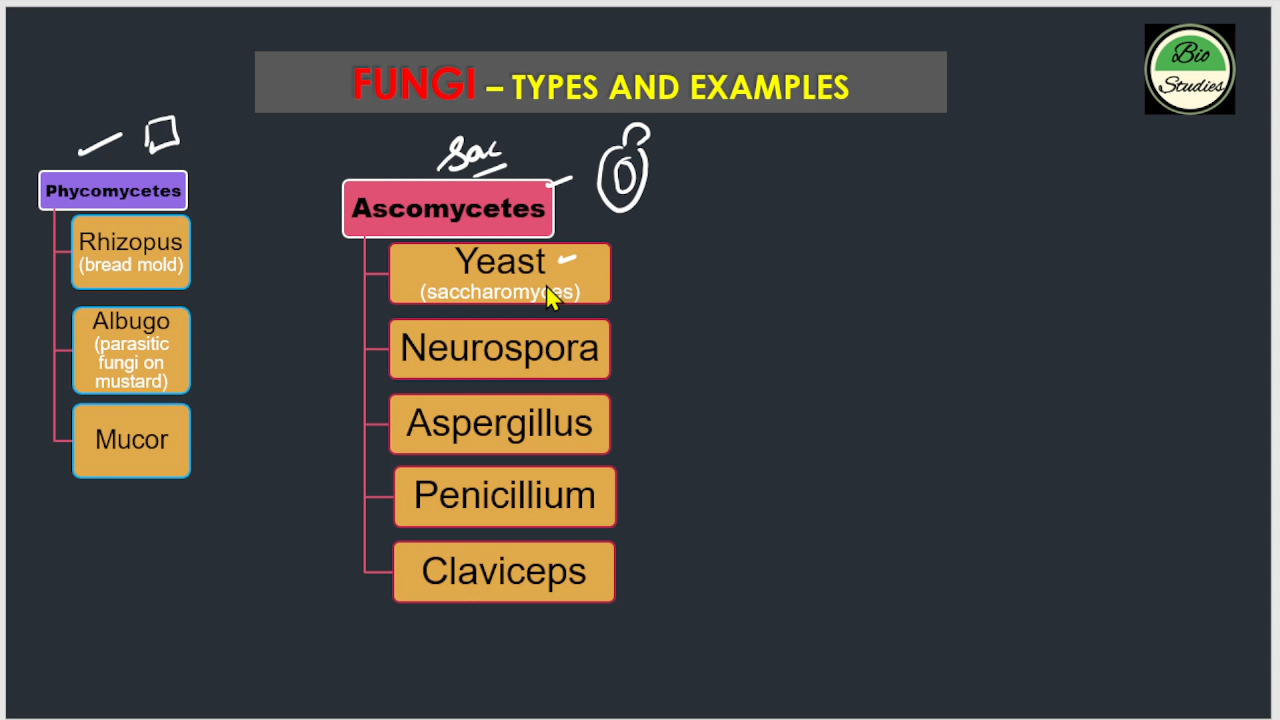 FUNGI – TYPES AND EXAMPLES
Bio
Studies
Phycomycetes
Rhizopus
(bread mold)
Albugo
(parasitic
fungi on
mustard)
Mucor
Sac
Ascomycetes
Yeast
(saccharomyces)
Neurospora
Aspergillus
Penicillium
Claviceps